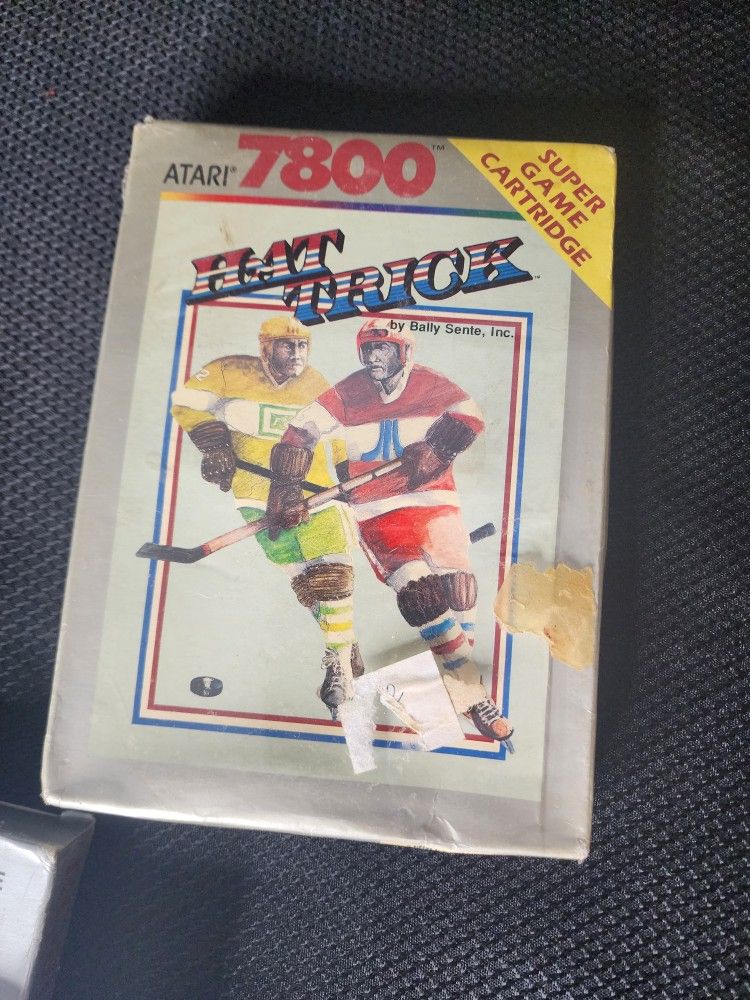 ATARI® 7800™
SUPER
GAME
CARTRIDGE
HAT
TRICK™
by Bally Sente, Inc.